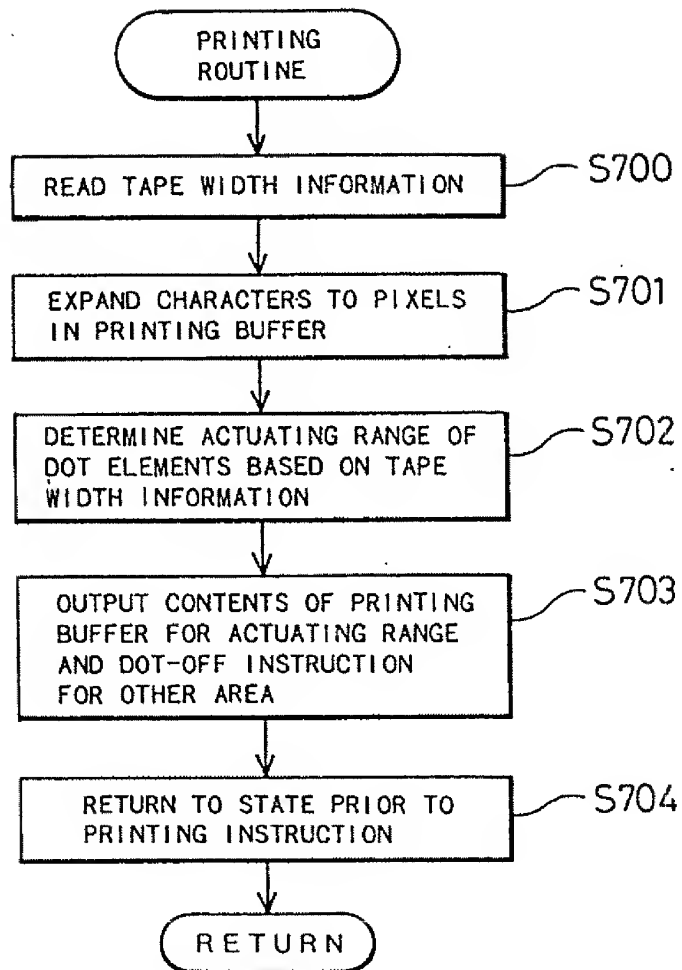 PRINTING
ROUTINE
READ TAPE WIDTH INFORMATION
S700
EXPAND CHARACTERS TO PIXELS
IN PRINTING BUFFER
S701
DETERMINE ACTUATING RANGE OF
DOT ELEMENTS BASED ON TAPE
WIDTH INFORMATION
S702
OUTPUT CONTENTS OF PRINTING
BUFFER FOR ACTUATING RANGE
AND DOT-OFF INSTRUCTION
FOR OTHER AREA
S703
RETURN TO STATE PRIOR TO
PRINTING INSTRUCTION
S704
RETURN